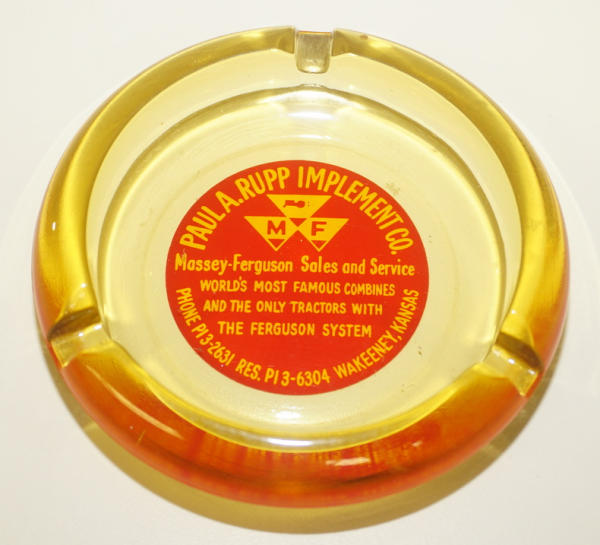 PAUL A. RUPP IMPLEMENT CO.
M F
Massey-Ferguson Sales and Service
WORLD'S MOST FAMOUS COMBINES
AND THE ONLY TRACTORS WITH
THE FERGUSON SYSTEM
PHONE PI 3-2631 RES. PI 3-6304 WAKEENEY, KANSAS